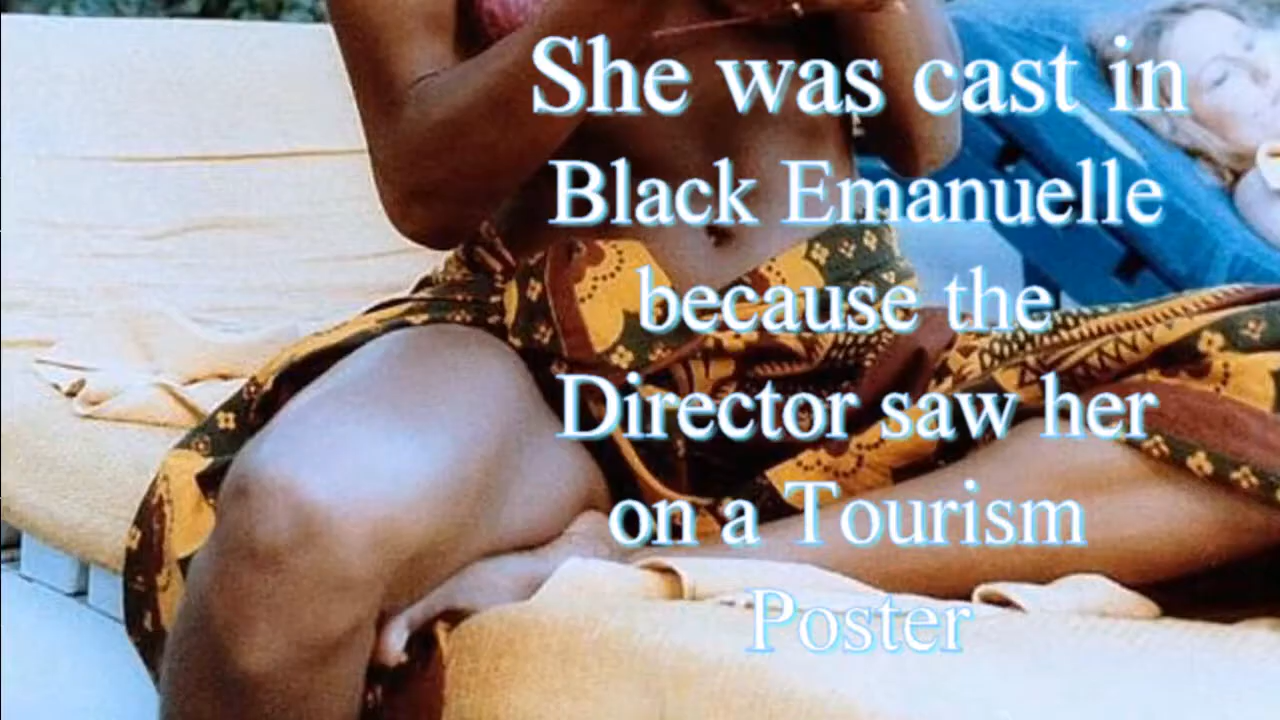 She was cast in
Black Emanuelle
because the
Director saw her
on a Tourism
Poster